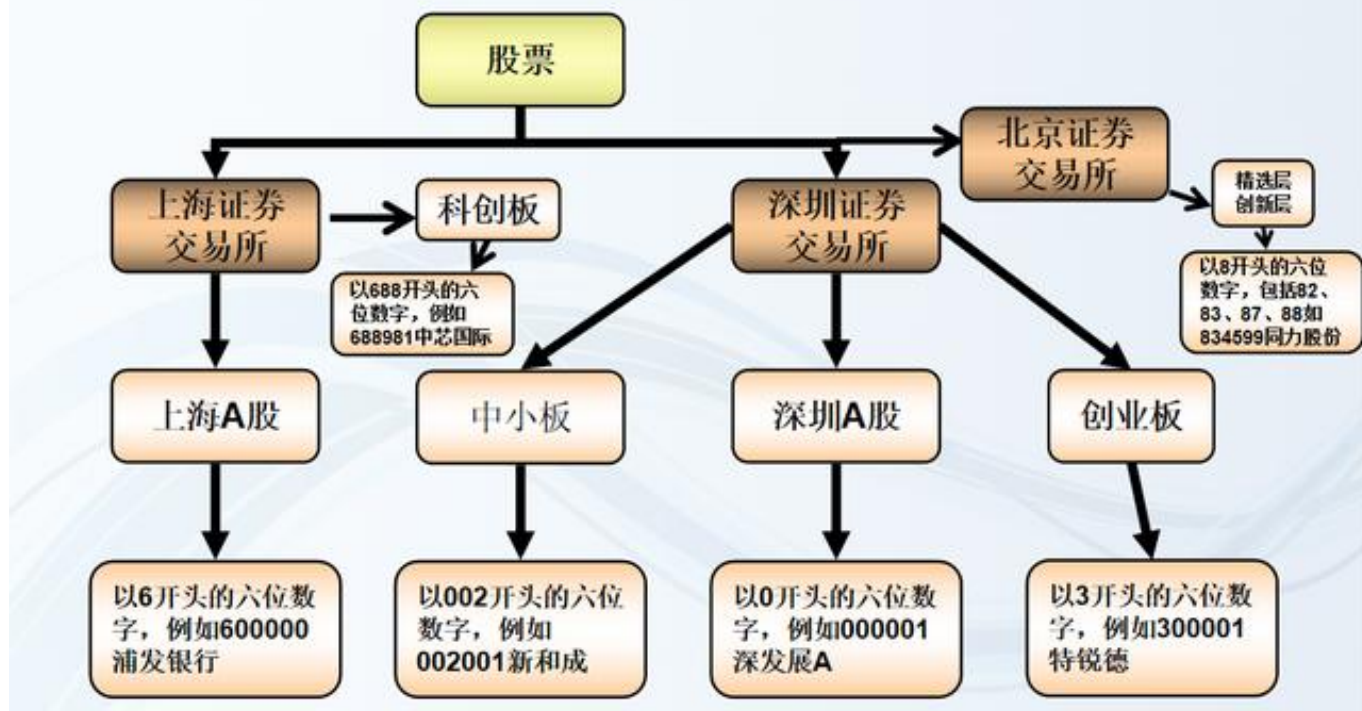 股票
北京证券
交易所
上海证券
交易所
科创板
深圳证券
交易所
精选层
创新层
以688开头的六
位数字，例如
688981中芯国际
以8开头的六位
数字，包括82、
83、87、88如
834599同力股份
上海A股
中小板
深圳A股
创业板
以6开头的六位数
字，例如600000
浦发银行
以002开头的六位
数字，例如
002001新和成
以0开头的六位数
字，例如000001
深发展A
以3开头的六位数
字，例如300001
特锐德